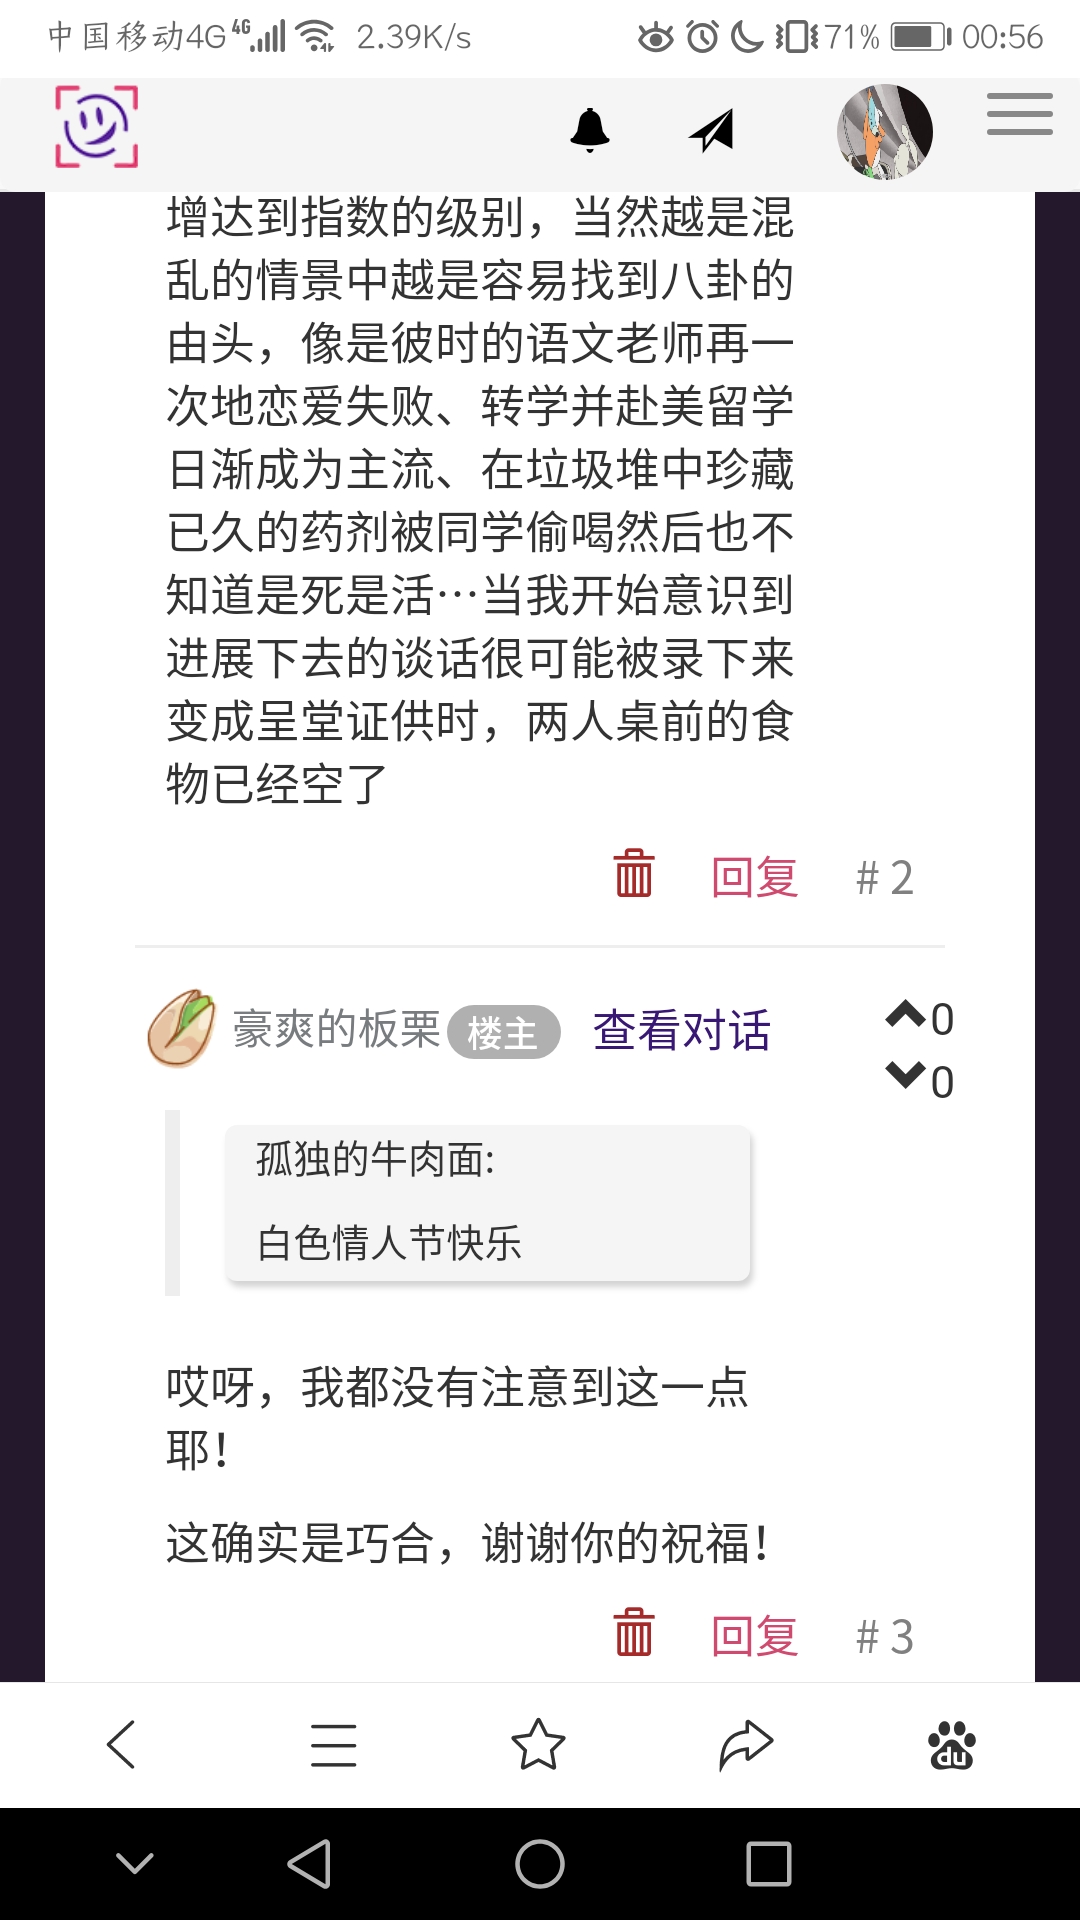 中国移动4G 4G 2.39K/s 71% 00:56
增达到指数的级别，当然越是混
乱的情景中越是容易找到八卦的
由头，像是彼时的语文老师再一
次地恋爱失败、转学并赴美留学
日渐成为主流、在垃圾堆中珍藏
已久的药剂被同学偷喝然后也不
知道是死是活…当我开始意识到
进展下去的谈话很可能被录下来
变成呈堂证供时，两人桌前的食
物已经空了
回复 # 2
豪爽的板栗 楼主 查看对话 0
0
孤独的牛肉面:
白色情人节快乐
哎呀，我都没有注意到这一点
耶！
这确实是巧合，谢谢你的祝福！
回复 # 3
du